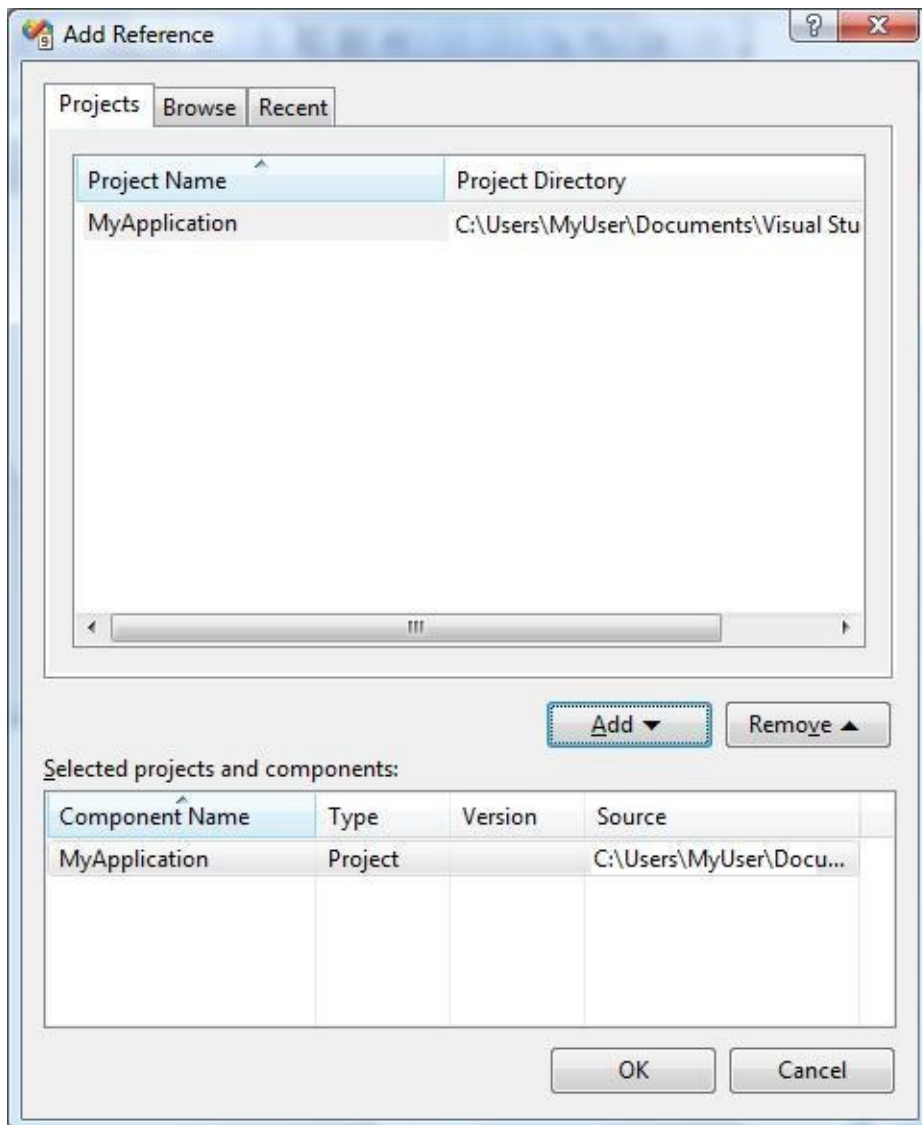 Add Reference
Projects Browse Recent
Project Name Project Directory
MyApplication C:\Users\MyUser\Documents\Visual Stu
Add
Remove
Selected projects and components:
Component Name Type Version Source
MyApplication Project C:\Users\MyUser\Docu...
OK Cancel